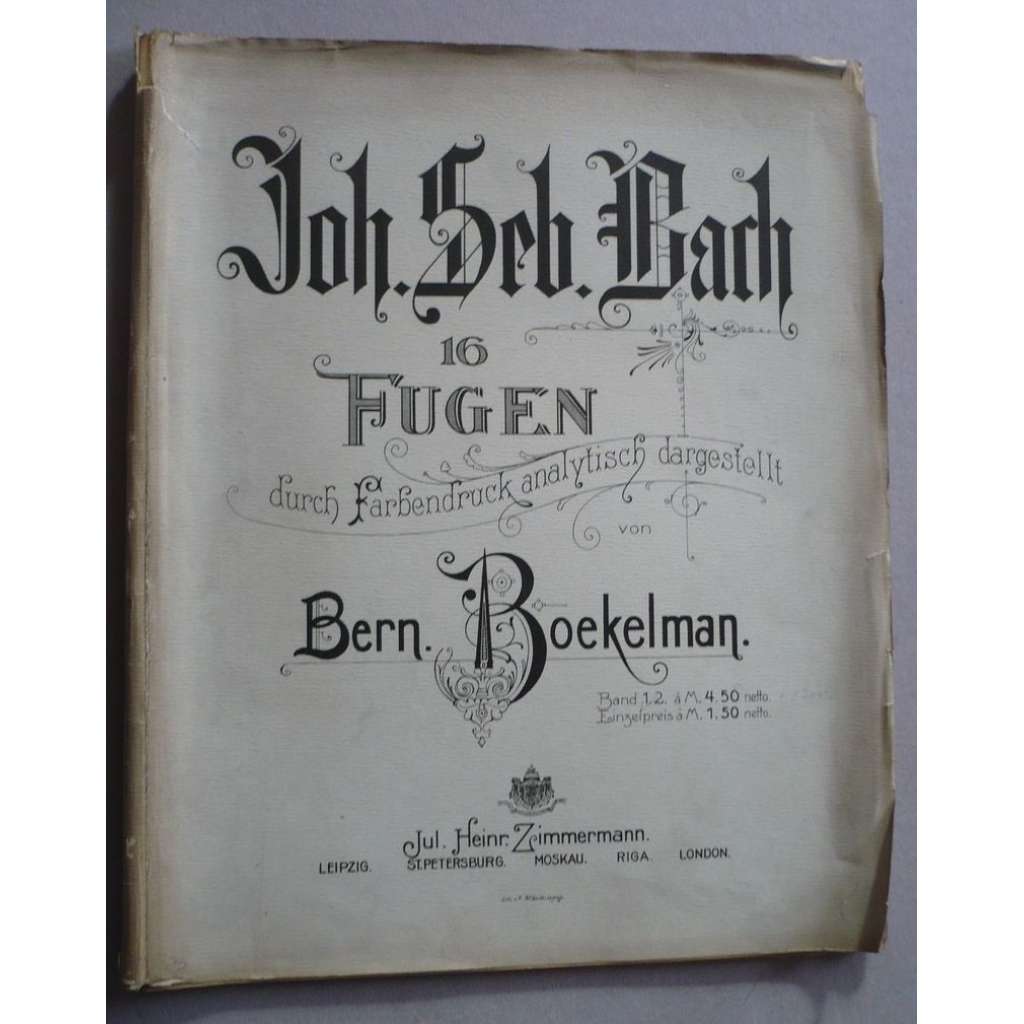 Joh. Seb. Bach
16
FUGEN
durch Farbendruck analytisch dargestellt
von
Bern. Boekelman.
Band 1.2. à M. 4.50 netto.
Einzelpreis à M. 1.50 netto.
Jul. Heinr. Zimmermann.
LEIPZIG. ST.PETERSBURG. MOSKAU. RIGA. LONDON.